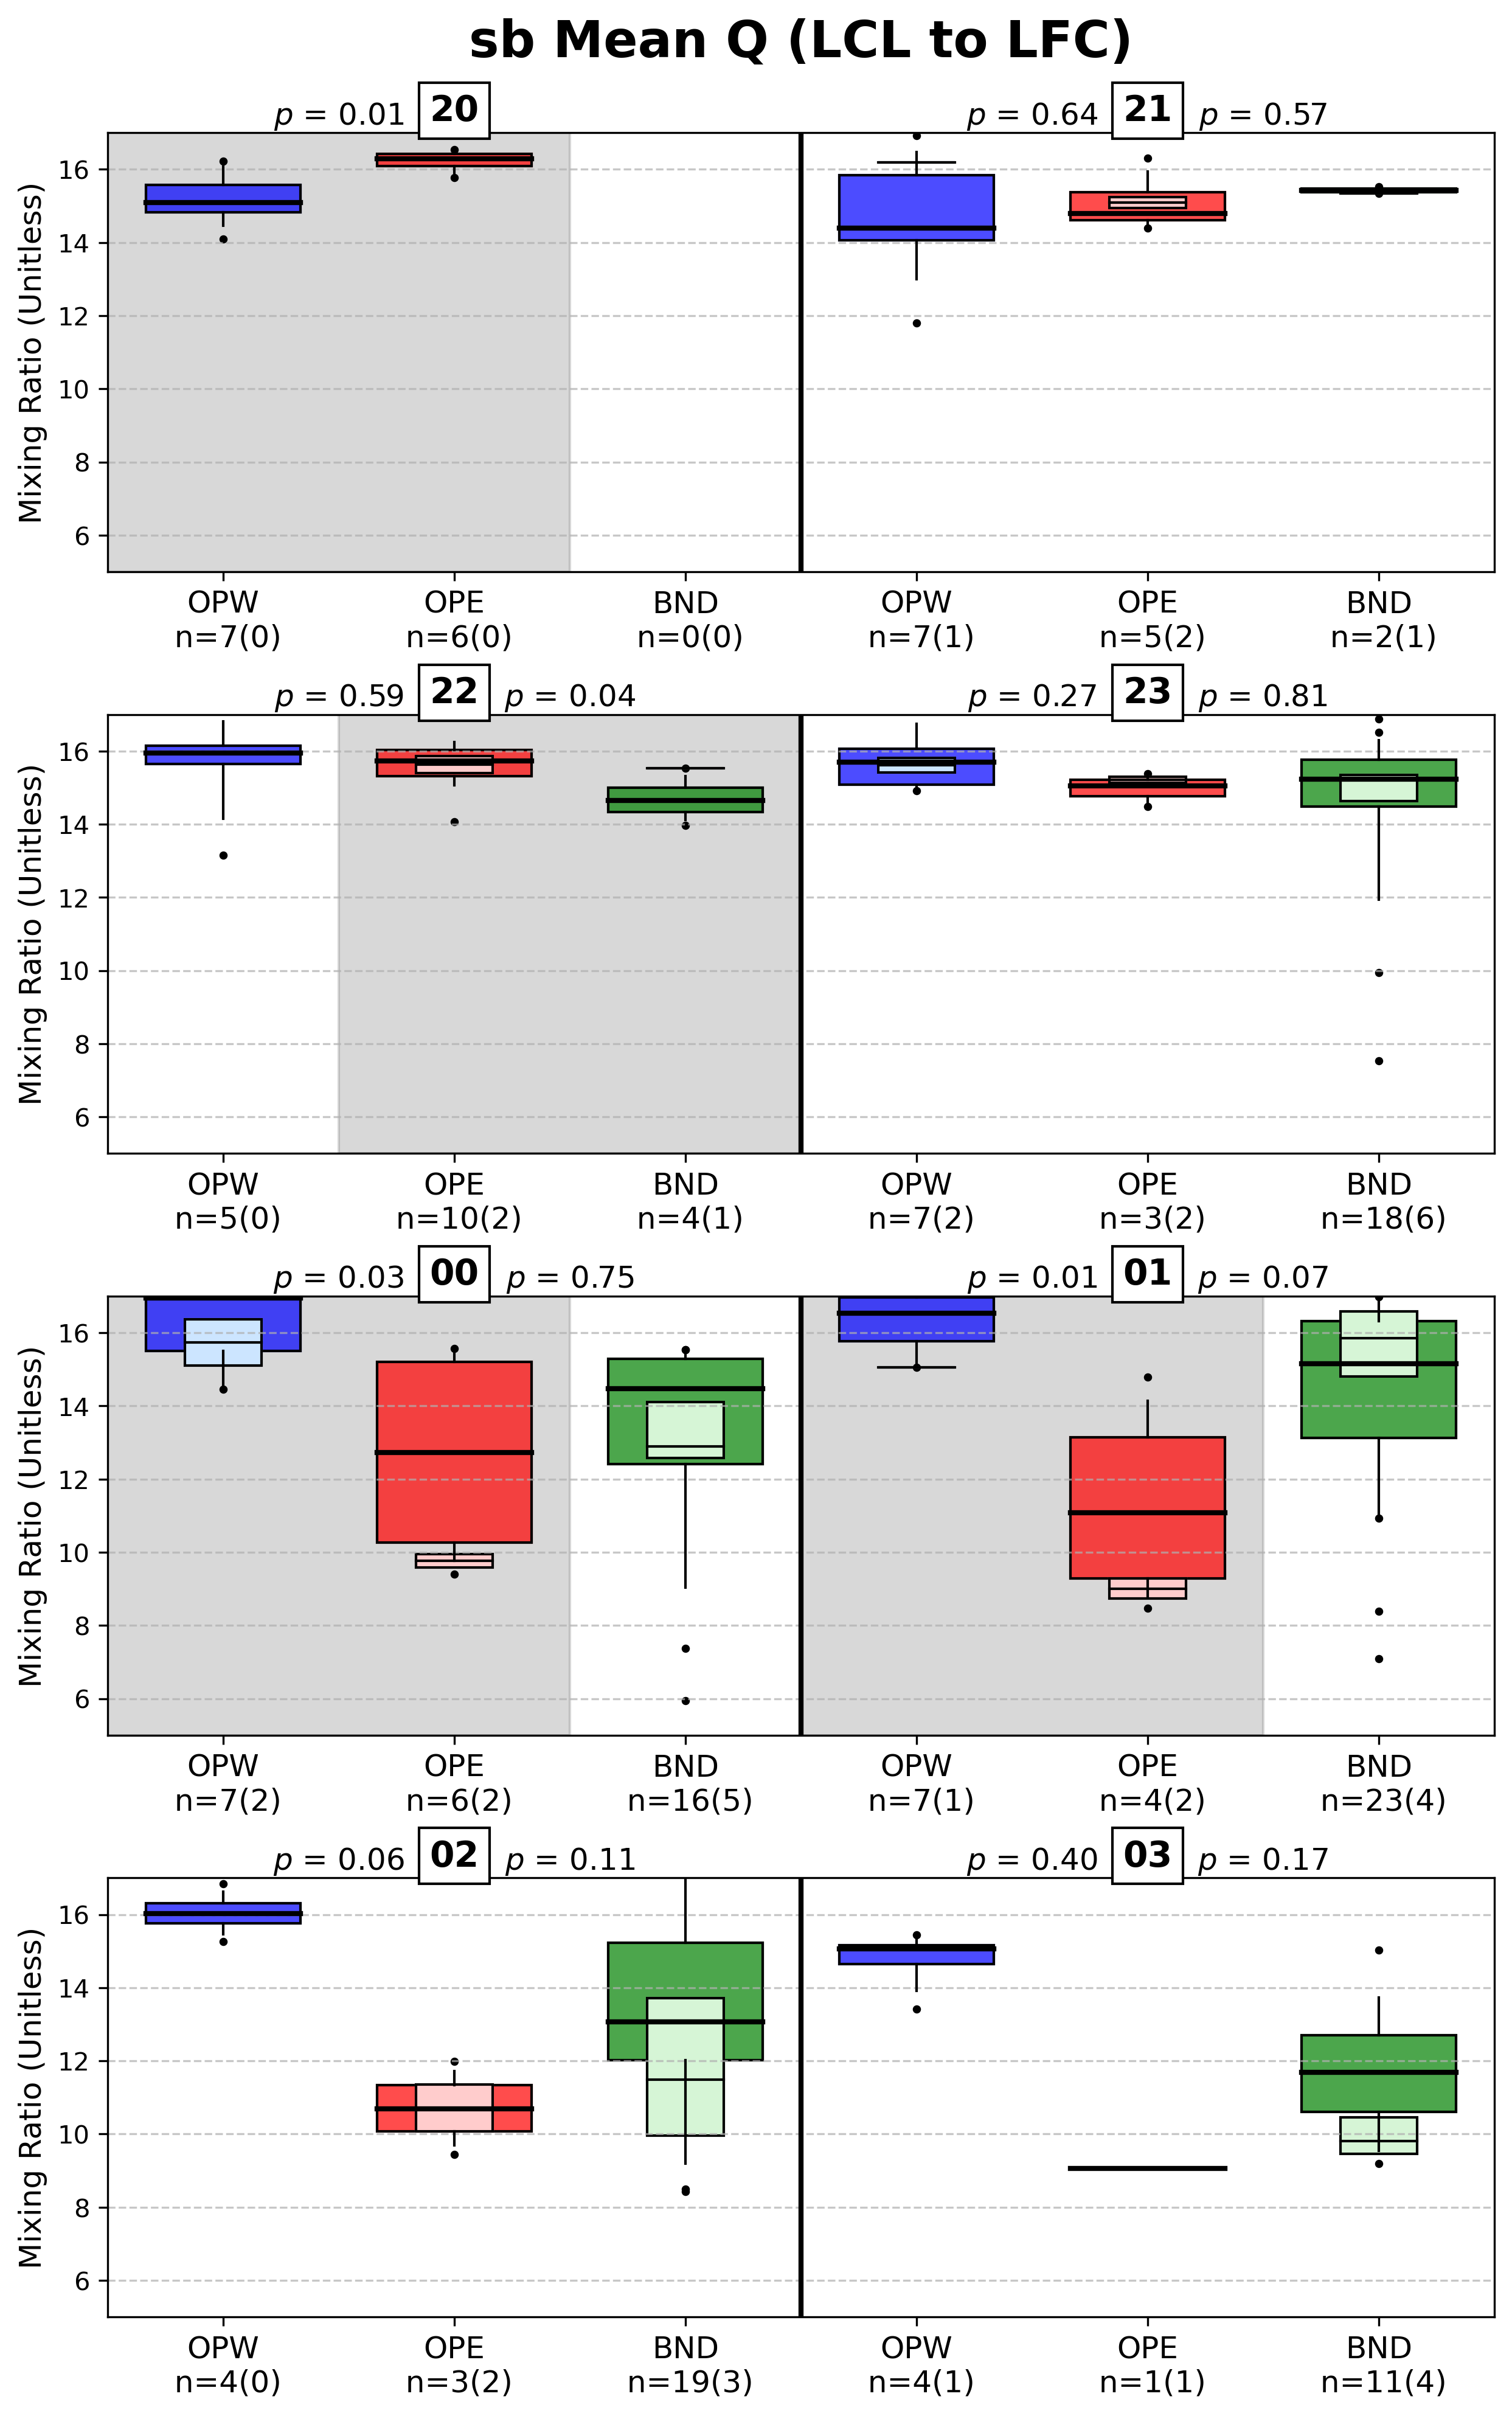 sb Mean Q (LCL to LFC)
p = 0.01 20
p = 0.64 21 p = 0.57
Mixing Ratio (Unitless)
16
14
12
10
8
6
OPW OPE BND OPW OPE BND
n=7(0) n=6(0) n=0(0) n=7(1) n=5(2) n=2(1)
p = 0.59 22 p = 0.04
p = 0.27 23 p = 0.81
Mixing Ratio (Unitless)
16
14
12
10
8
6
OPW OPE BND OPW OPE BND
n=5(0) n=10(2) n=4(1) n=7(2) n=3(2) n=18(6)
p = 0.03 00 p = 0.75
p = 0.01 01 p = 0.07
Mixing Ratio (Unitless)
16
14
12
10
8
6
OPW OPE BND OPW OPE BND
n=7(2) n=6(2) n=16(5) n=7(1) n=4(2) n=23(4)
p = 0.06 02 p = 0.11
p = 0.40 03 p = 0.17
Mixing Ratio (Unitless)
16
14
12
10
8
6
OPW OPE BND OPW OPE BND
n=4(0) n=3(2) n=19(3) n=4(1) n=1(1) n=11(4)